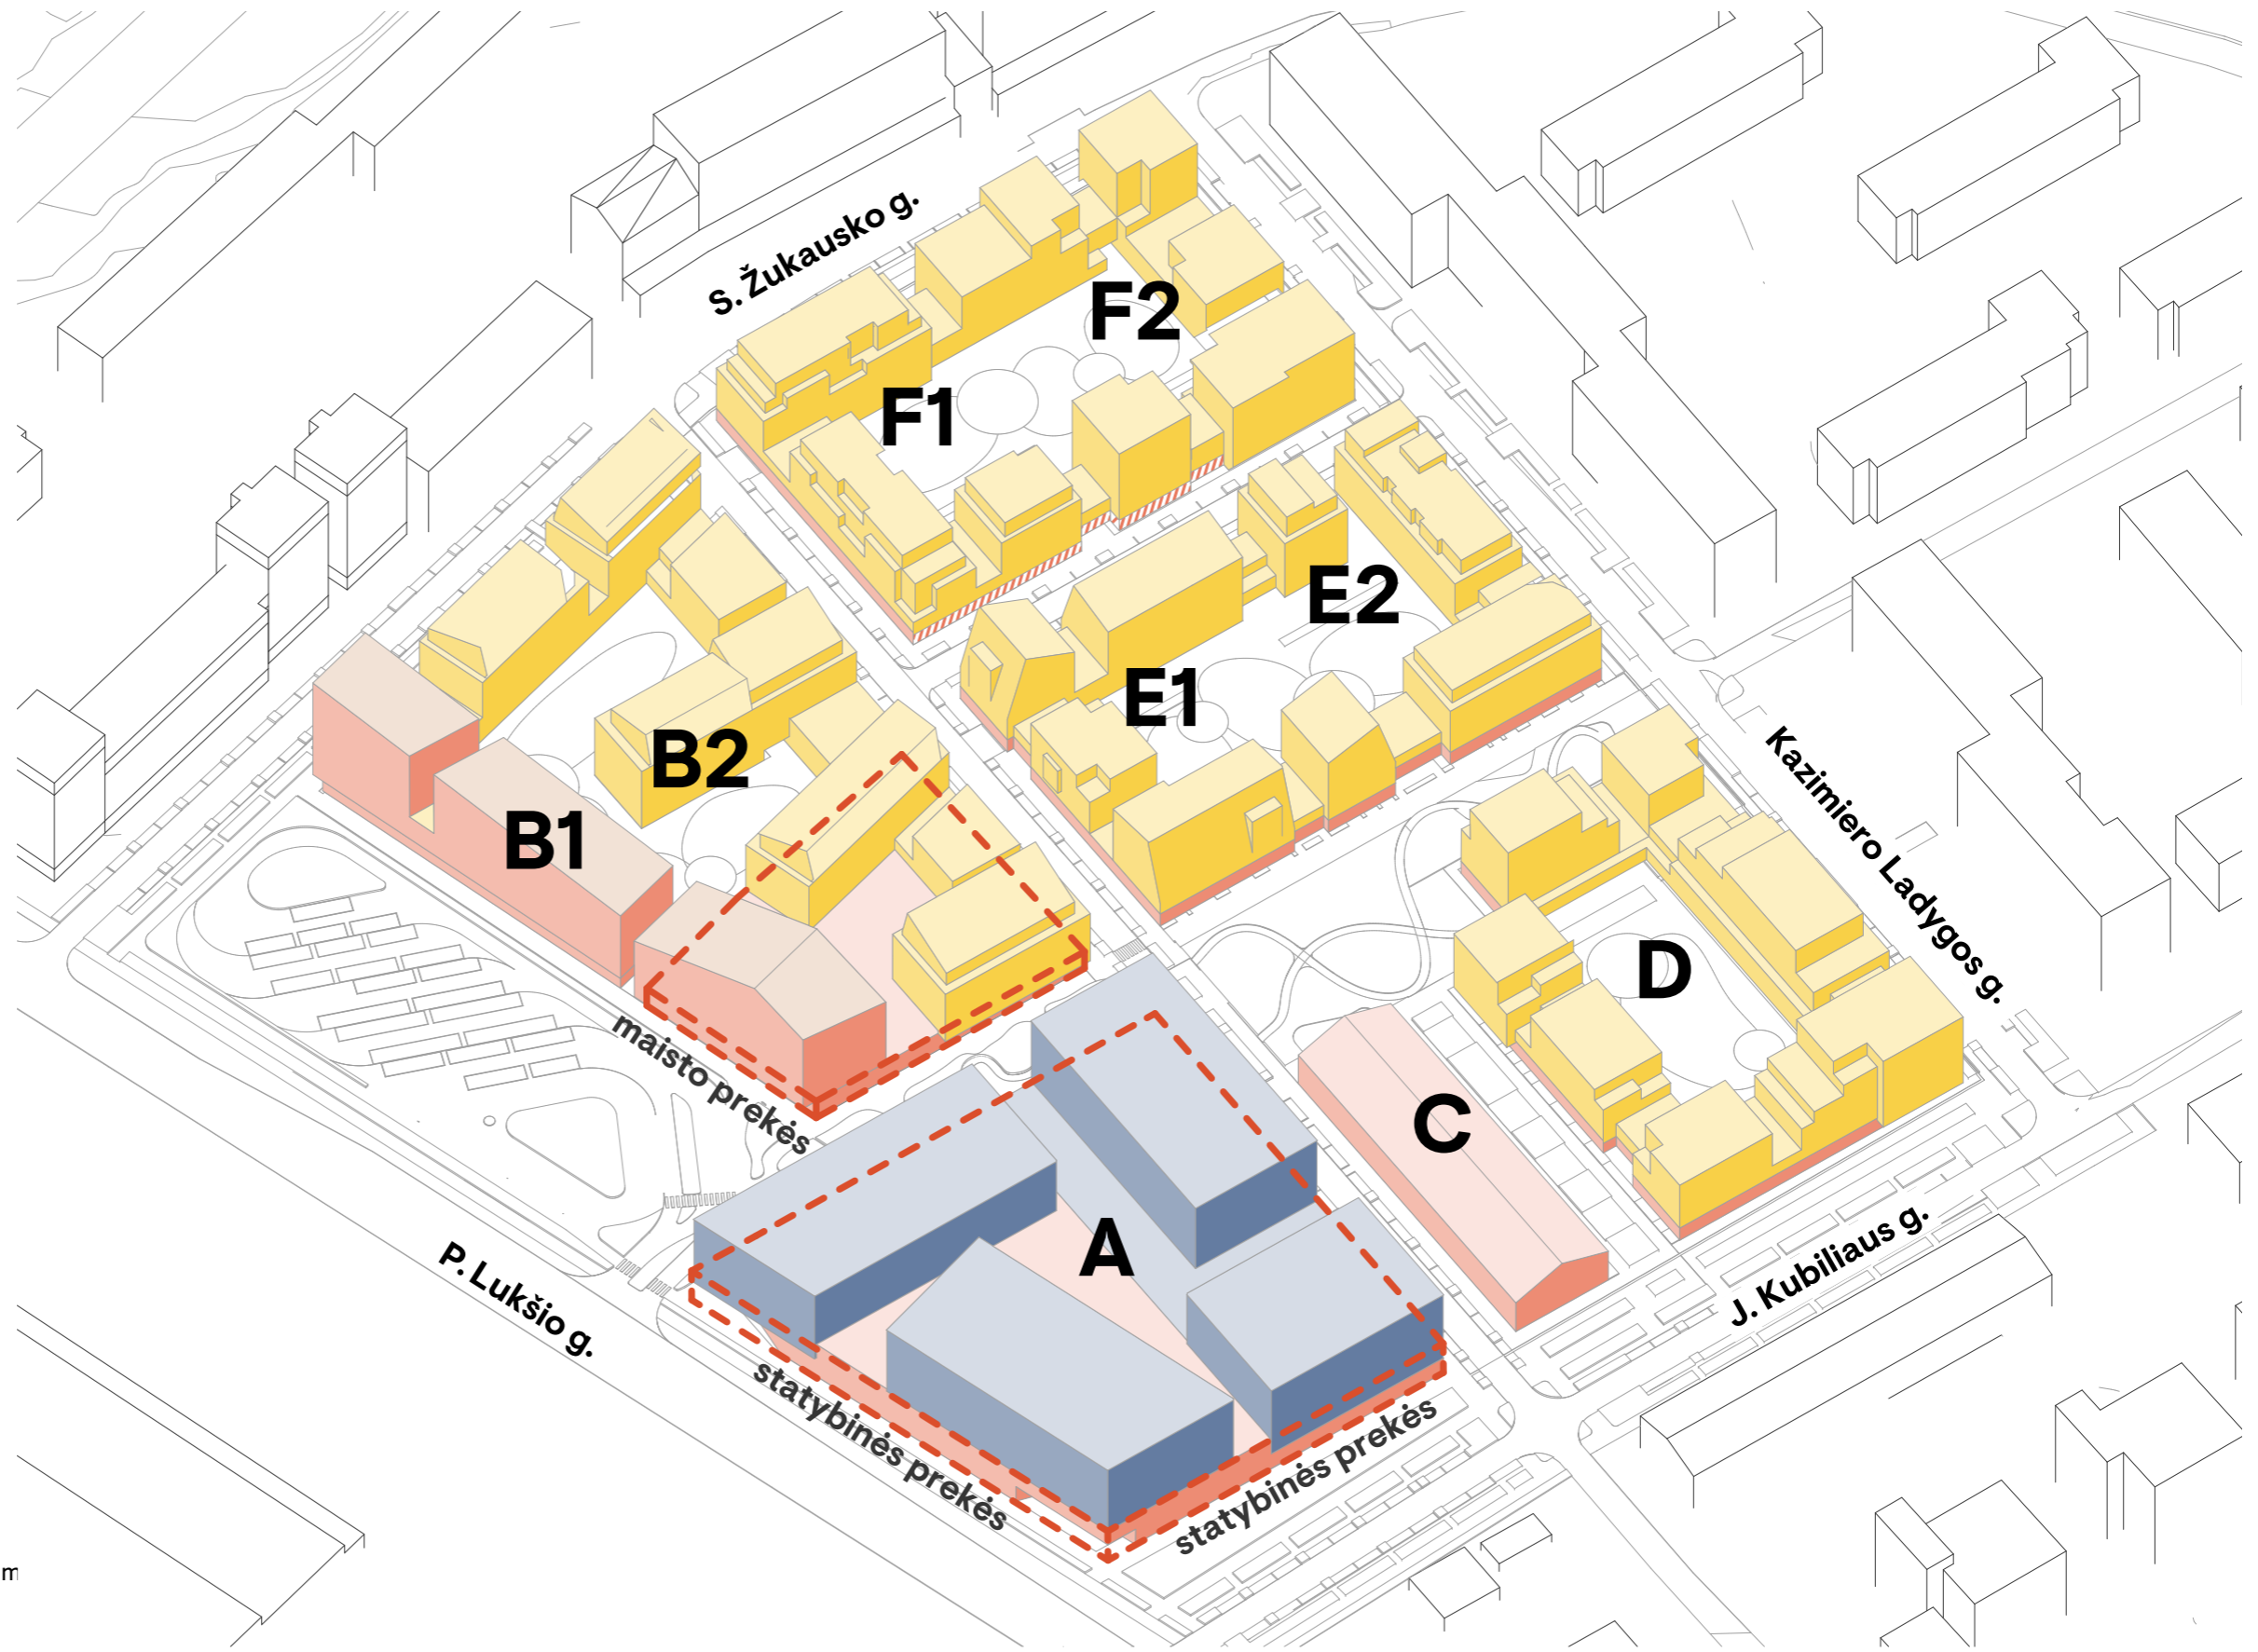 S. Žukausko g.
F2
F1
E2
E1
B2
B1
Kazimiero Ladygos g.
D
maisto prekės
C
A
J. Kubiliaus g.
P. Lukšio g.
statybinės prekės
statybinės prekės
m